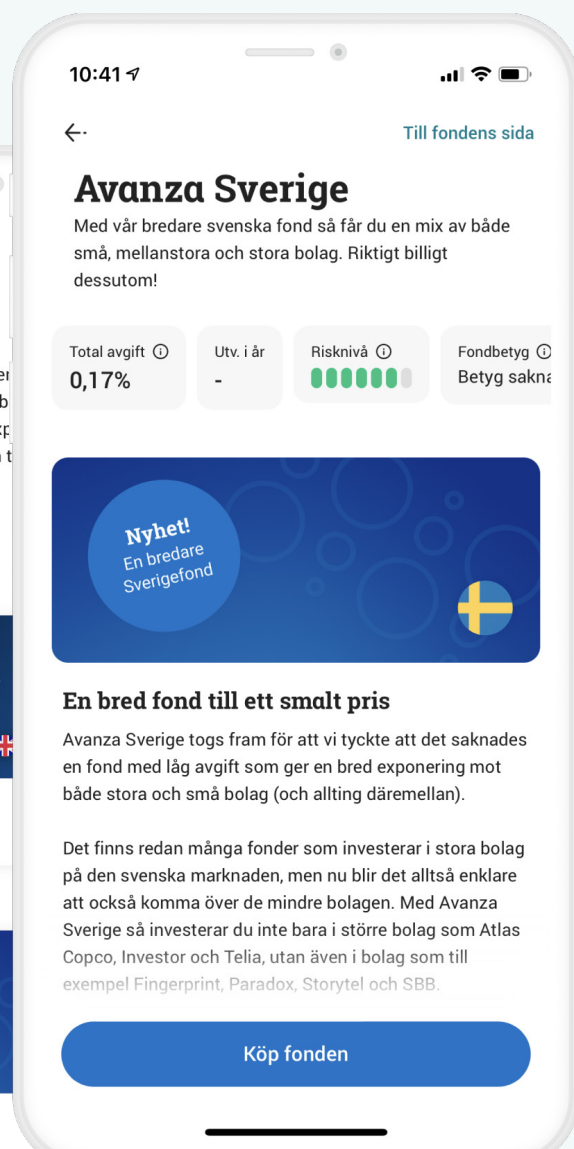 10:41
Till fondens sida
Avanza Sverige
Med vår bredare svenska fond så får du en mix av både
små, mellanstora och stora bolag. Riktigt billigt
dessutom!
Total avgift
0,17%
Utv. i år
-
Risknivå
Fondbetyg
Betyg
Nyhet!
En bredare
Sverigefond
En bred fond till ett smalt pris
Avanza Sverige togs fram för att vi tyckte att det saknades
en fond med låg avgift som ger en bred exponering mot
både stora och små bolag (och allting däremellan).
Det finns redan många fonder som investerar i stora bolag
på den svenska marknaden, men nu blir det alltså enklare
att också komma över de mindre bolagen. Med Avanza
Sverige så investerar du inte bara i större bolag som Atlas
Copco, Investor och Telia, utan även i bolag som till
exempel Fingerprint, Paradox, Storytel och SBB.
Köp fonden